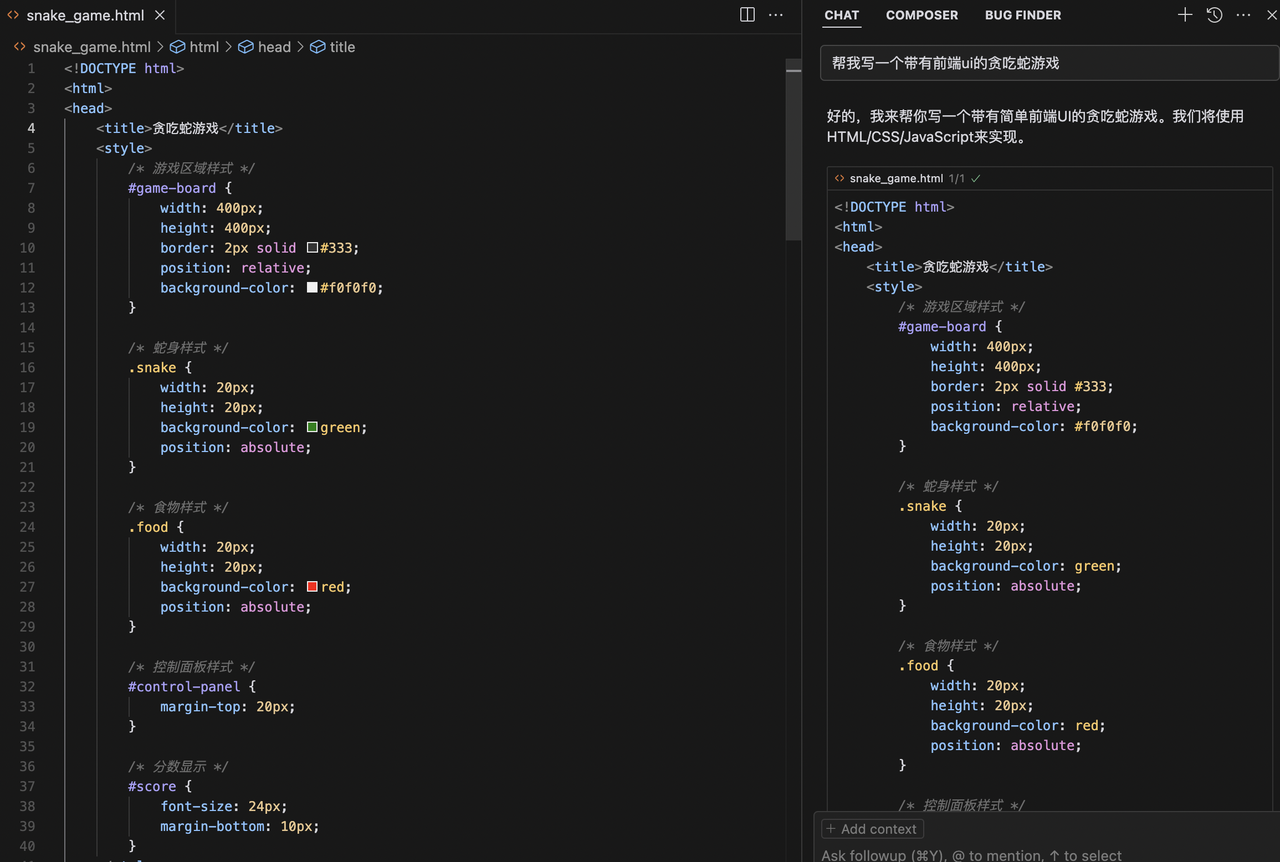 snake_game.html
snake_game.html > html > head > title
1 <!DOCTYPE html>
2 <html>
3 <head>
4 <title>贪吃蛇游戏</title>
5 <style>
6 /* 游戏区域样式 */
7 #game-board {
8 width: 400px;
9 height: 400px;
10 border: 2px solid #333;
11 position: relative;
12 background-color: #f0f0f0;
13 }
14
15 /* 蛇身样式 */
16 .snake {
17 width: 20px;
18 height: 20px;
19 background-color: green;
20 position: absolute;
21 }
22
23 /* 食物样式 */
24 .food {
25 width: 20px;
26 height: 20px;
27 background-color: red;
28 position: absolute;
29 }
30
31 /* 控制面板样式 */
32 #control-panel {
33 margin-top: 20px;
34 }
35
36 /* 分数显示 */
37 #score {
38 font-size: 24px;
39 margin-bottom: 10px;
40 }
CHAT COMPOSER BUG FINDER
帮我写一个带有前端ui的贪吃蛇游戏
好的，我来帮你写一个带有简单前端UI的贪吃蛇游戏。我们将使用
HTML/CSS/JavaScript来实现。
snake_game.html 1/1
<!DOCTYPE html>
<html>
<head>
<title>贪吃蛇游戏</title>
<style>
/* 游戏区域样式 */
#game-board {
width: 400px;
height: 400px;
border: 2px solid #333;
position: relative;
background-color: #f0f0f0;
}
/* 蛇身样式 */
.snake {
width: 20px;
height: 20px;
background-color: green;
position: absolute;
}
/* 食物样式 */
.food {
width: 20px;
height: 20px;
background-color: red;
position: absolute;
}
/* 控制面板样式 */
+ Add context
Ask followup (⌘Y), @ to mention, ↑ to select